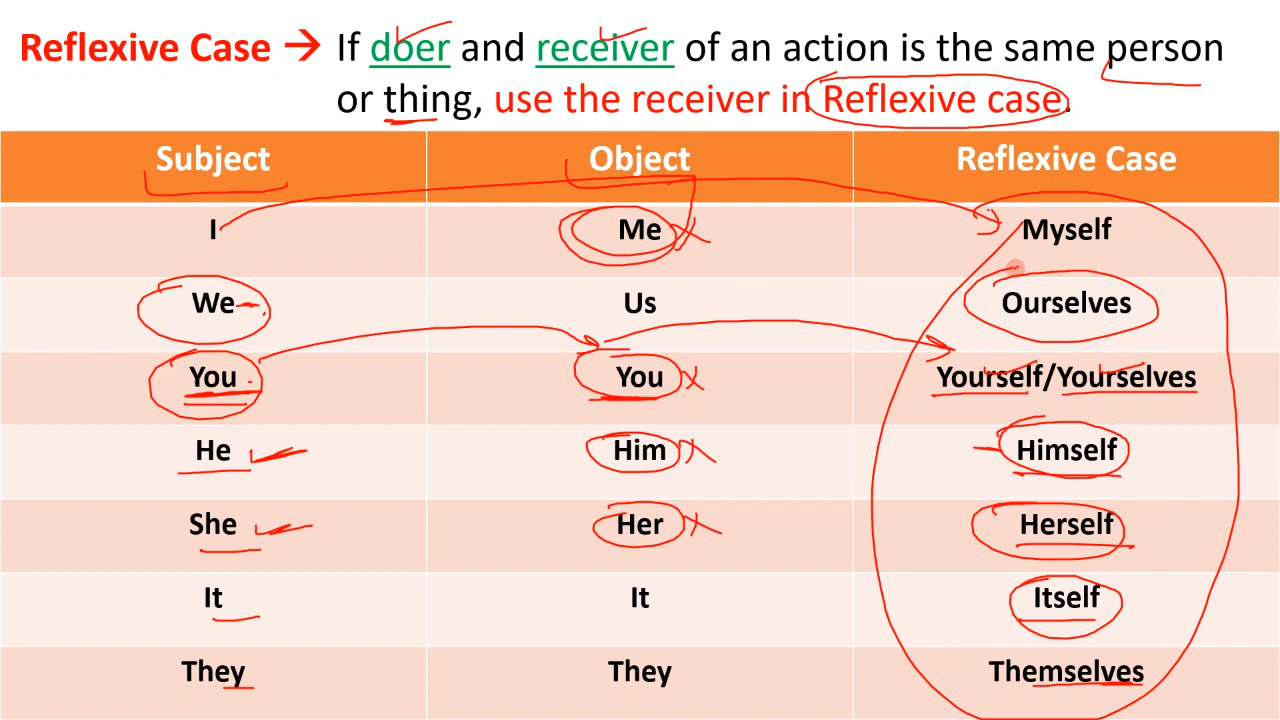 Reflexive Case → If doer and receiver of an action is the same person
or thing, use the receiver in Reflexive case.
Subject Object Reflexive Case
I Me Myself
We Us Ourselves
You You Yourself/Yourselves
He Him Himself
She Her Herself
It It Itself
They They Themselves